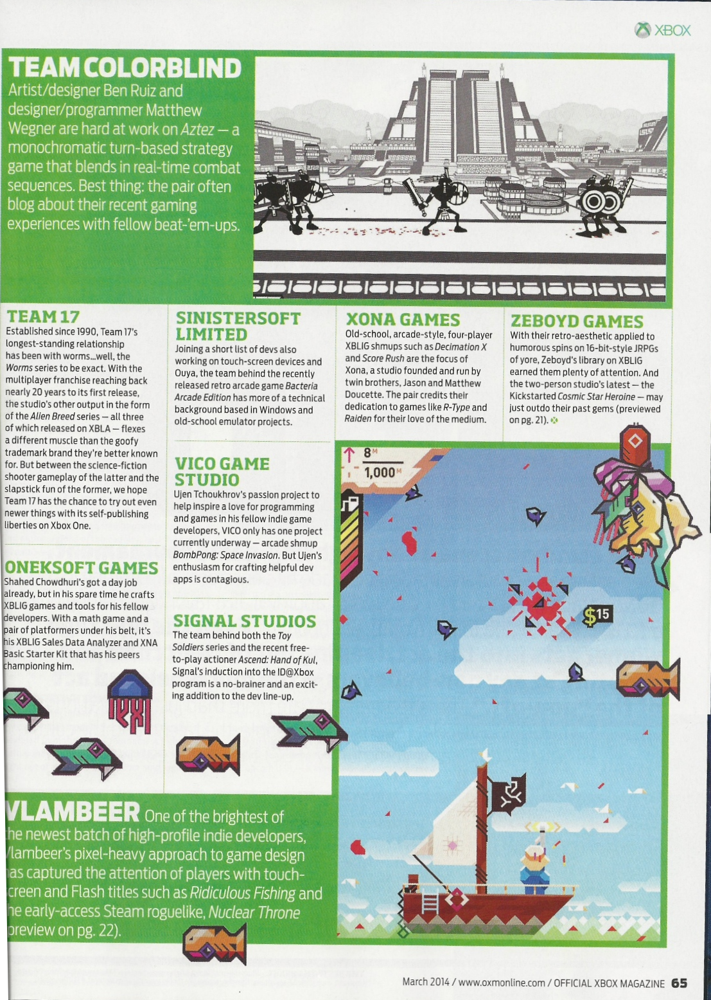 XBOX
TEAM COLORBLIND
Artist/designer Ben Ruiz and
designer/programmer Matthew
Wegner are hard at work on Aztez — a
monochromatic turn-based strategy
game that blends in real-time combat
sequences. Best thing: the pair often
blog about their recent gaming
experiences with fellow beat-'em-ups.
TEAM 17
Established since 1990, Team 17's
longest-standing relationship
has been with worms...well, the
Worms series to be exact. With the
multiplayer franchise reaching back
nearly 20 years to its first release,
the studio's other output in the form
of the Alien Breed series — all three
of which released on XBLA — flexes
a different muscle than the goofy
trademark brand they're better known
for. But between the science-fiction
shooter gameplay of the latter and the
slapstick fun of the former, we hope
Team 17 has the chance to try out even
newer things with its self-publishing
liberties on Xbox One.
ONEKSOFT GAMES
Shahed Chowdhuri's got a day job
already, but in his spare time he crafts
XBLIG games and tools for his fellow
developers. With a math game and a
pair of platformers under his belt, it's
his XBLIG Sales Data Analyzer and XNA
Basic Starter Kit that has his peers
championing him.
SINISTERSOFT
LIMITED
Joining a short list of devs also
working on touch-screen devices and
Ouya, the team behind the recently
released retro arcade game Bacteria
Arcade Edition has more of a technical
background based in Windows and
old-school emulator projects.
VICO GAME
STUDIO
Ujen Tchoukhrov's passion project to
help inspire a love for programming
and games in his fellow indie game
developers, VICO only has one project
currently underway — arcade shmup
BombPong: Space Invasion. But Ujen's
enthusiasm for crafting helpful dev
apps is contagious.
SIGNAL STUDIOS
The team behind both the Toy
Soldiers series and the recent free-
to-play actioner Ascend: Hand of Kul,
Signal's induction into the ID@Xbox
program is a no-brainer and an excit-
ing addition to the dev line-up.
XONA GAMES
Old-school, arcade-style, four-player
XBLIG shmups such as Decimation X
and Score Rush are the focus of
Xona, a studio founded and run by
twin brothers, Jason and Matthew
Doucette. The pair credits their
dedication to games like R-Type and
Raiden for their love of the medium.
ZEBOYD GAMES
With their retro-aesthetic applied to
humorous spins on 16-bit-style JRPGs
of yore, Zeboyd's library on XBLIG
earned them plenty of attention. And
the two-person studio's latest — the
Kickstarted Cosmic Star Heroine — may
just outdo their past gems (previewed
on pg. 21).
8M
1,000M
$15
VLAMBEER One of the brightest of
he newest batch of high-profile indie developers,
Vlambeer's pixel-heavy approach to game design
as captured the attention of players with touch-
creen and Flash titles such as Ridiculous Fishing and
he early-access Steam roguelike, Nuclear Throne
preview on pg. 22).
March 2014 / www.oxmonline.com / OFFICIAL XBOX MAGAZINE 65